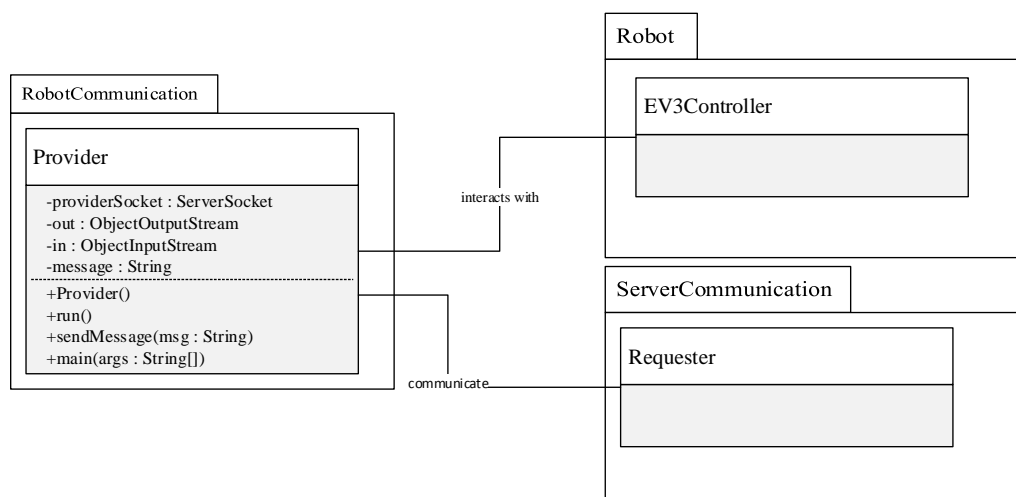 RobotCommunication
Provider
-providerSocket : ServerSocket
-out : ObjectOutputStream
-in : ObjectInputStream
-message : String
+Provider()
+run()
+sendMessage(msg : String)
+main(args : String[])
interacts with
communicate
Robot
EV3Controller
ServerCommunication
Requester